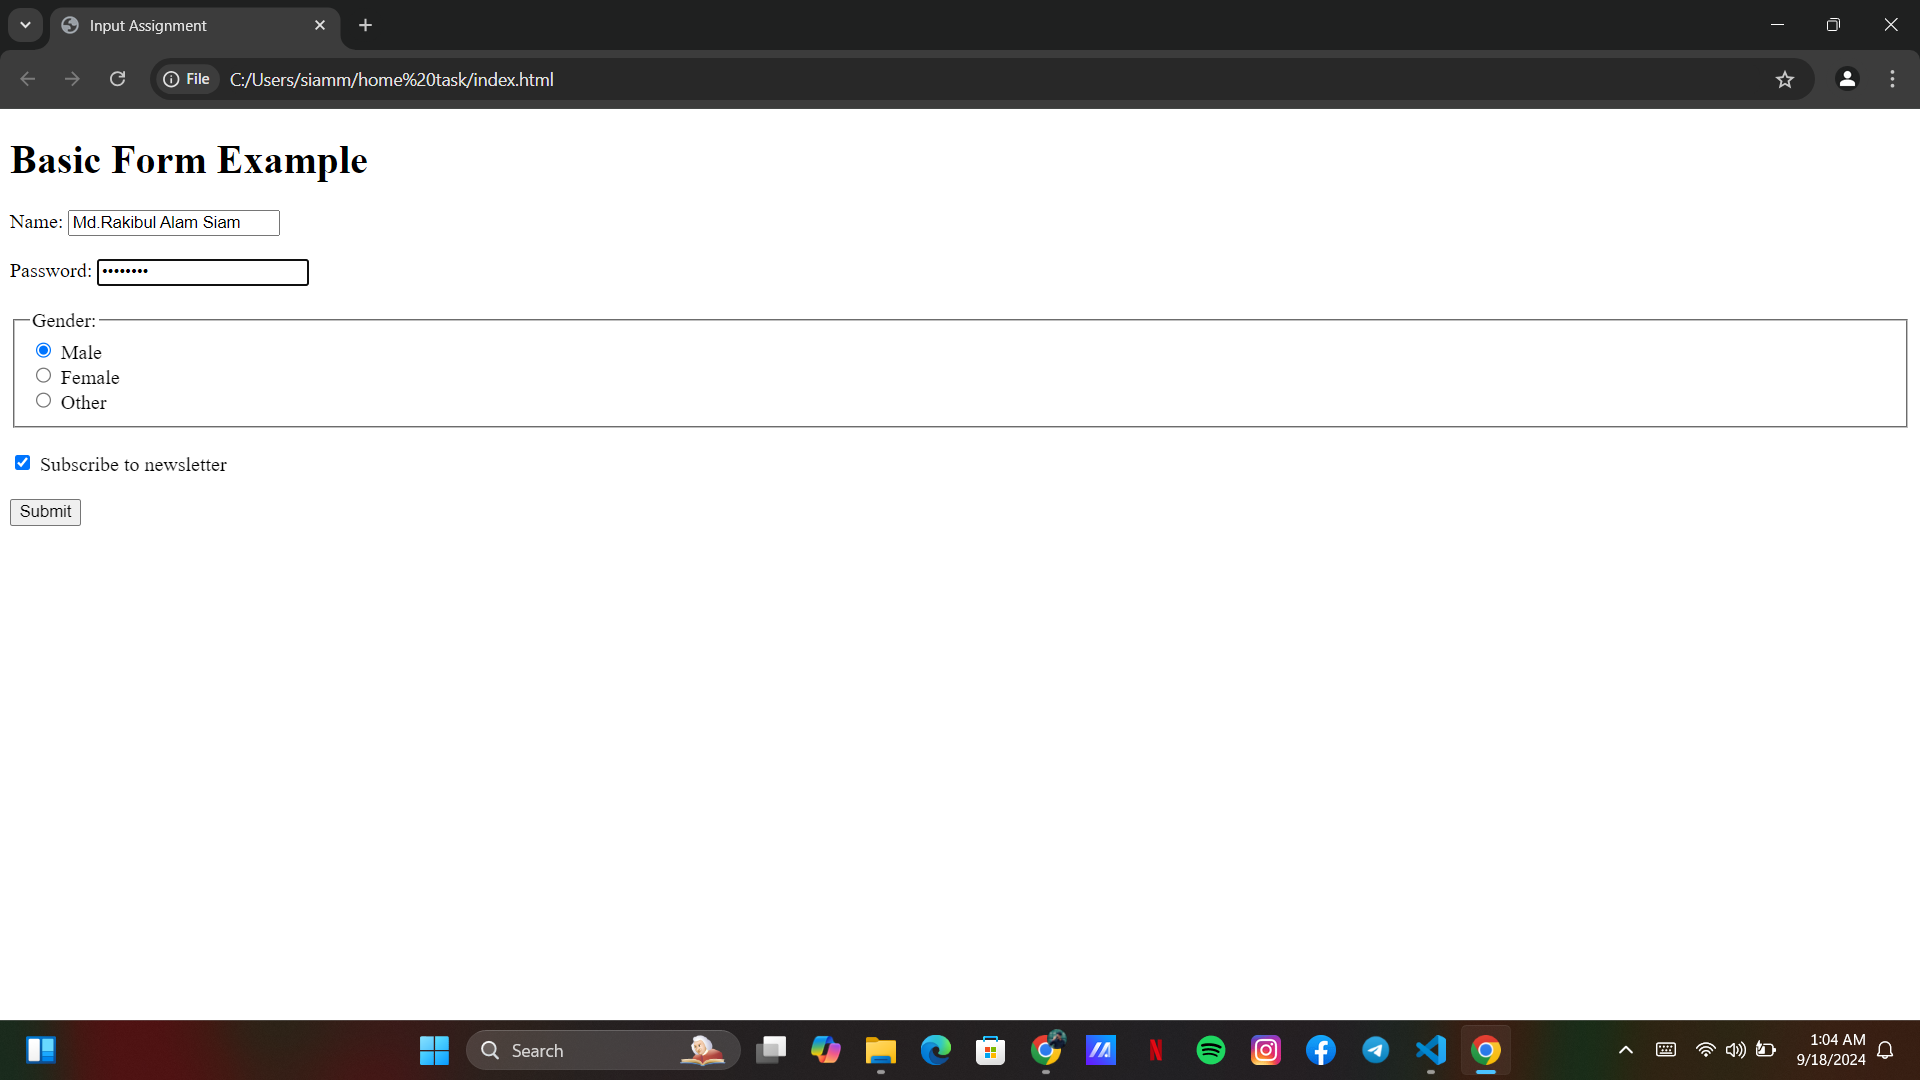 Input Assignment
File C:/Users/siamm/home%20task/index.html
Basic Form Example
Name: Md.Rakibul Alam Siam
Password: ••••••••
Gender:
Male
Female
Other
Subscribe to newsletter
Submit
Search
N
1:04 AM
9/18/2024